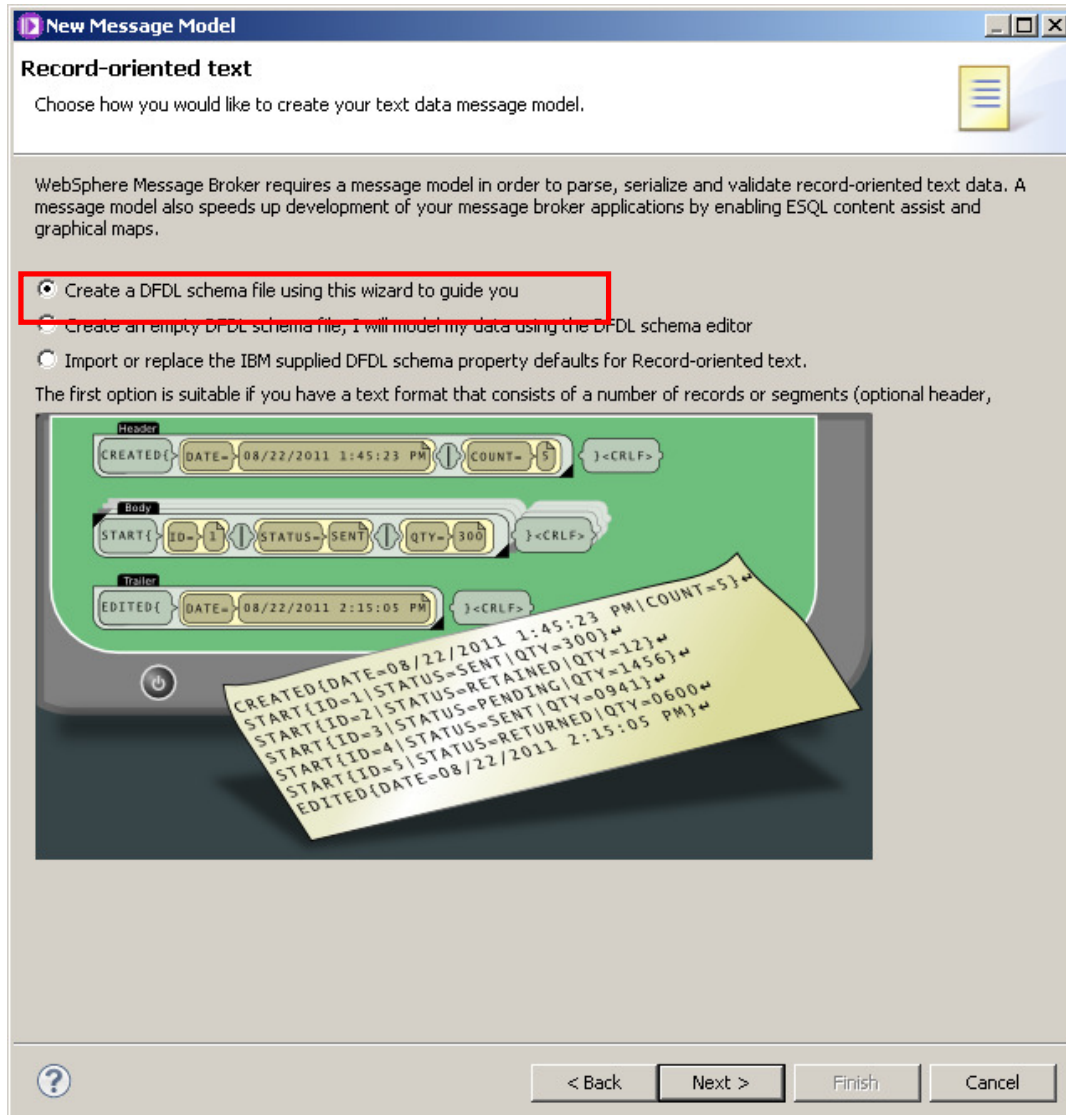 New Message Model
Record-oriented text
Choose how you would like to create your text data message model.
WebSphere Message Broker requires a message model in order to parse, serialize and validate record-oriented text data. A
message model also speeds up development of your message broker applications by enabling ESQL content assist and
graphical maps.
Create a DFDL schema file using this wizard to guide you
Create an empty DFDL schema file, I will model my data using the DFDL schema editor
Import or replace the IBM supplied DFDL schema property defaults for Record-oriented text.
The first option is suitable if you have a text format that consists of a number of records or segments (optional header,
Header
CREATED{ DATE= 08/22/2011 1:45:23 PM | COUNT= 5 }<CRLF>
Body
START{ ID= 1 | STATUS= SENT | QTY= 300 }<CRLF>
Trailer
EDITED{ DATE= 08/22/2011 2:15:05 PM }<CRLF>
CREATED{DATE=08/22/2011 1:45:23 PM|COUNT=5}↵
START{ID=1|STATUS=SENT|QTY=300}↵
START{ID=2|STATUS=RETAINED|QTY=12}↵
START{ID=3|STATUS=PENDING|QTY=1456}↵
START{ID=4|STATUS=SENT|QTY=0941}↵
START{ID=5|STATUS=RETURNED|QTY=0600↵
EDITED{DATE=08/22/2011 2:15:05 PM}↵
? < Back Next > Finish Cancel